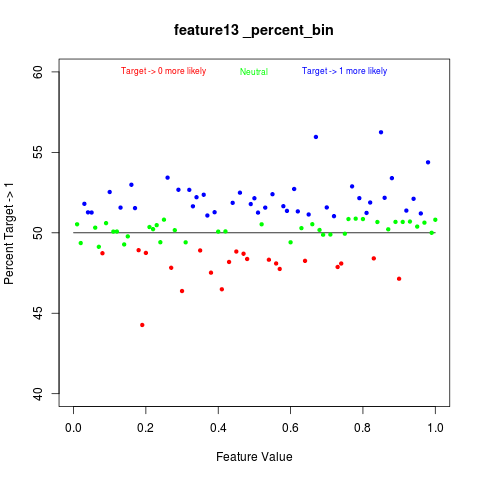 feature13 _percent_bin
Target -> 0 more likely Neutral Target -> 1 more likely
Percent Target -> 1
60
55
50
45
40
0.0 0.2 0.4 0.6 0.8 1.0
Feature Value